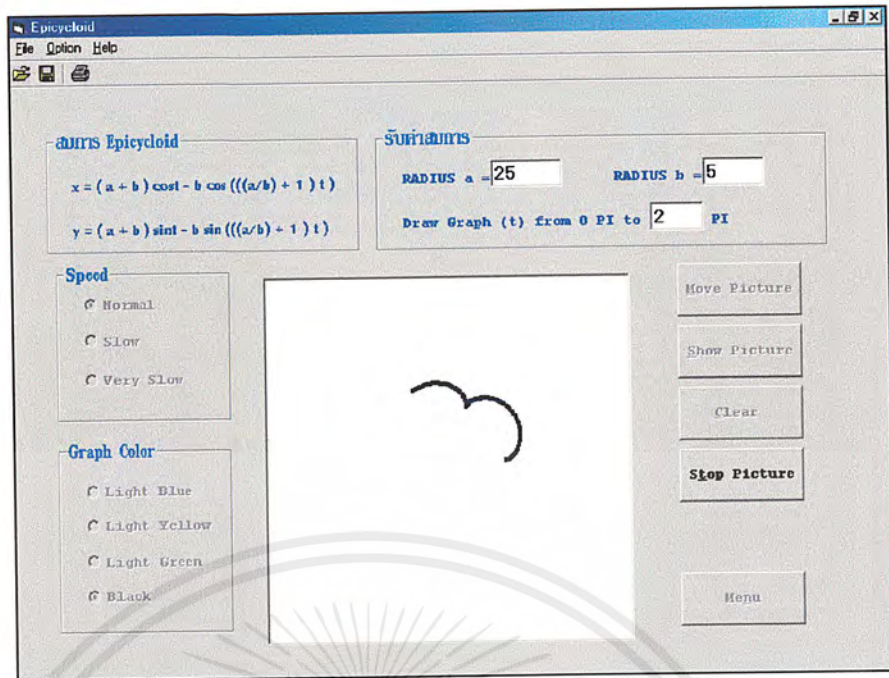 Epicycloid
File Option Help
สมการ Epicycloid
x = ( a + b ) cost - b cos (((a/b) + 1 ) t )
y = ( a + b ) sint - b sin (((a/b) + 1 ) t )
รับค่าสมการ
RADIUS a = 25 RADIUS b = 5
Draw Graph (t) from 0 PI to 2 PI
Speed
Normal
Slow
Very Slow
Graph Color
Light Blue
Light Yellow
Light Green
Black
Move Picture
Show Picture
Clear
Stop Picture
Menu